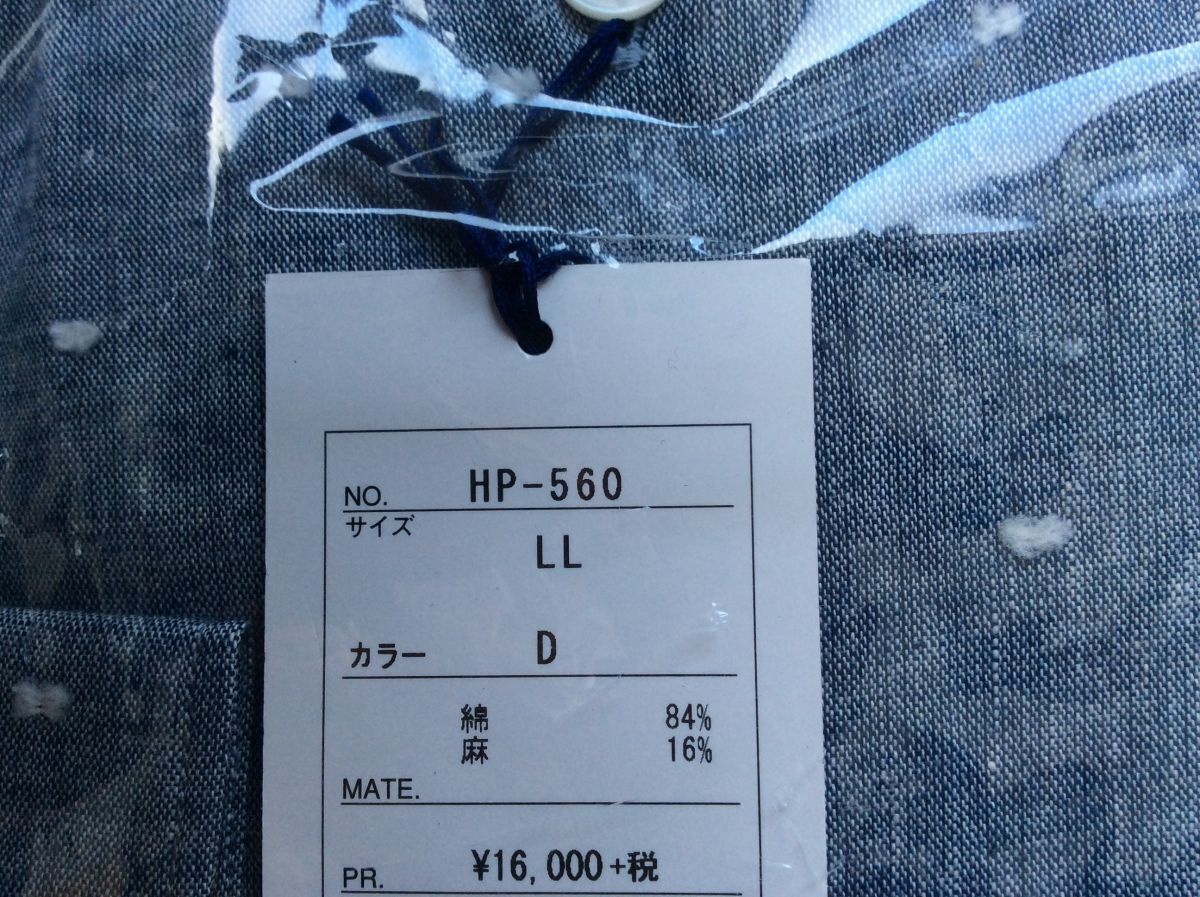 NO. HP-560
サイズ
LL
カラー D
綿 84%
麻 16%
MATE.
PR. ¥16,000+税